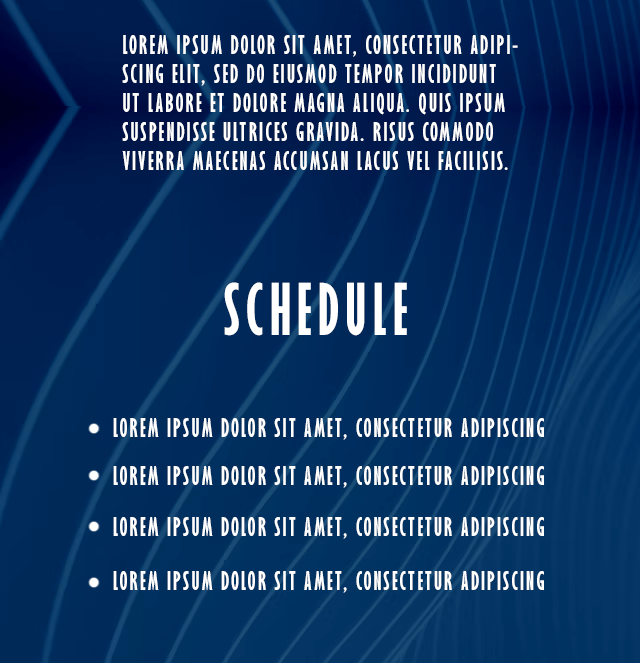 LOREM IPSUM DOLOR SIT AMET, CONSECTETUR ADIPI-
SCING ELIT, SED DO EIUSMOD TEMPOR INCIDIDUNT
UT LABORE ET DOLORE MAGNA ALIQUA. QUIS IPSUM
SUSPENDISSE ULTRICES GRAVIDA. RISUS COMMODO
VIVERRA MAECENAS ACCUMSAN LACUS VEL FACILISIS.
SCHEDULE
• LOREM IPSUM DOLOR SIT AMET, CONSECTETUR ADIPISCING
• LOREM IPSUM DOLOR SIT AMET, CONSECTETUR ADIPISCING
• LOREM IPSUM DOLOR SIT AMET, CONSECTETUR ADIPISCING
• LOREM IPSUM DOLOR SIT AMET, CONSECTETUR ADIPISCING